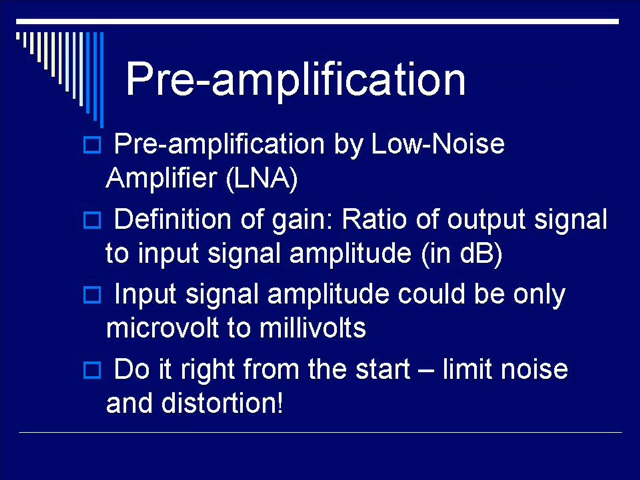 Pre-amplification
Pre-amplification by Low-Noise
Amplifier (LNA)
Definition of gain: Ratio of output signal
to input signal amplitude (in dB)
Input signal amplitude could be only
microvolt to millivolts
Do it right from the start – limit noise
and distortion!